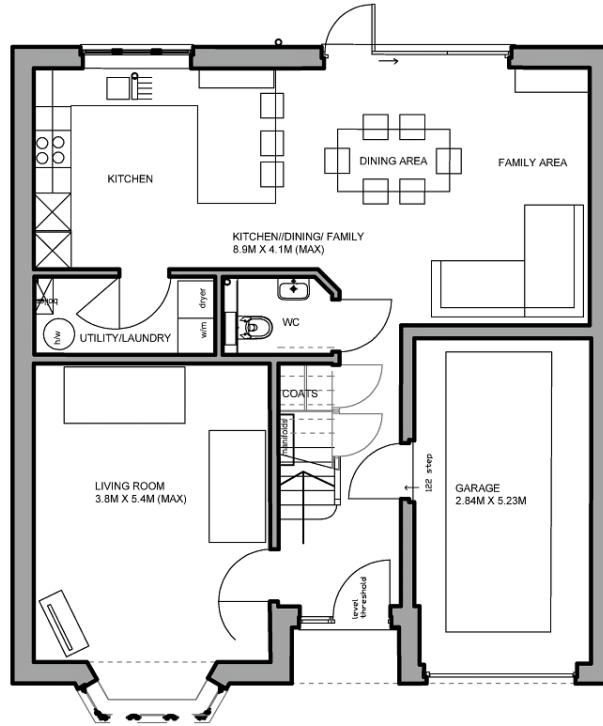 KITCHEN
DINING AREA
FAMILY AREA
KITCHEN//DINING/ FAMILY
8.9M X 4.1M (MAX)
boiler
h/w
UTILITY/LAUNDRY
dryer
w/m
WC
COATS
manifolds
LIVING ROOM
3.8M X 5.4M (MAX)
122 step
GARAGE
2.84M X 5.23M
level
threshold